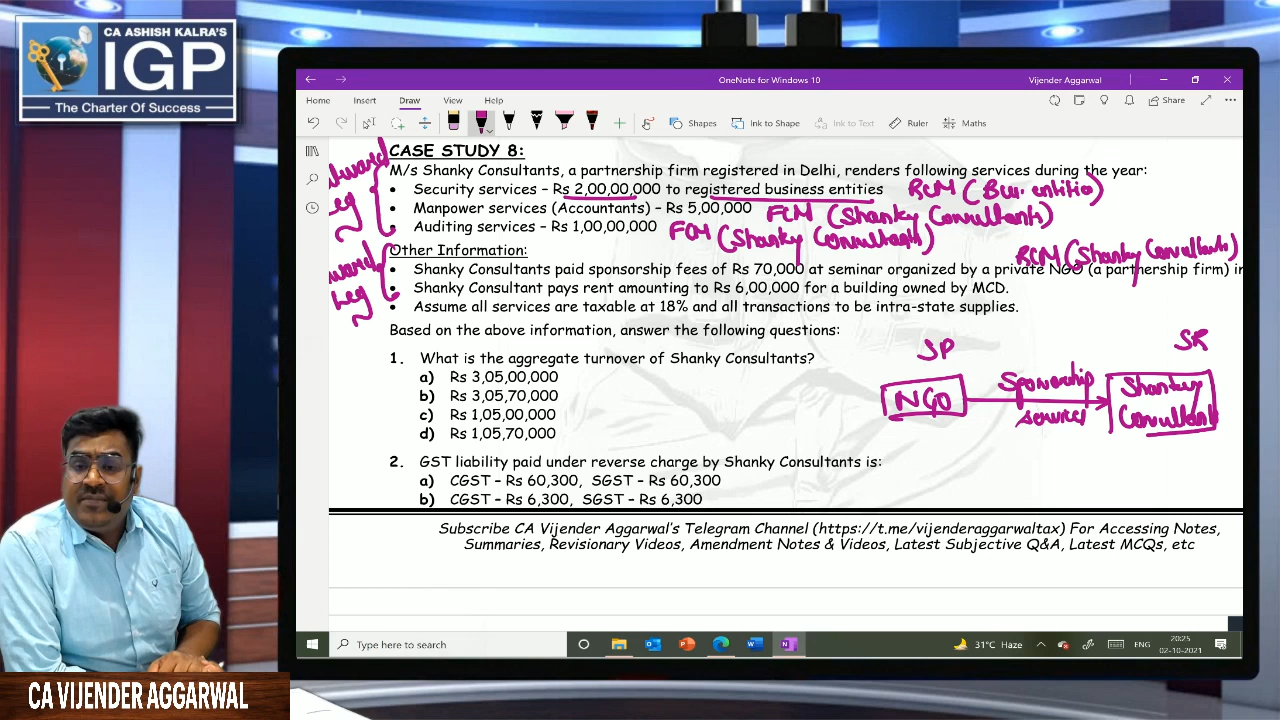 CA ASHISH KALRA'S
IGP
The Charter Of Success
OneNote for Windows 10
Vijender Aggarwal
Home Insert Draw View Help
Share
Shapes Ink to Shape Ink to Text Ruler Maths
CASE STUDY 8:
M/s Shanky Consultants, a partnership firm registered in Delhi, renders following services during the year:
• Security services – Rs 2,00,00,000 to registered business entities RCM (Bus. entities)
• Manpower services (Accountants) – Rs 5,00,000 FCM (Shanky Consultants)
• Auditing services – Rs 1,00,00,000 FCM (Shanky Consultants)
Leg
Other Information:
RCM (Shanky Consultants)
• Shanky Consultants paid sponsorship fees of Rs 70,000 at seminar organized by a private NGO (a partnership firm) in
• Shanky Consultants pays rent amounting to Rs 6,00,000 for a building owned by MCD.
Leg
• Assume all services are taxable at 18% and all transactions to be intra-state supplies.
Based on the above information, answer the following questions:
1. What is the aggregate turnover of Shanky Consultants?
a) Rs 3,05,00,000
b) Rs 3,05,70,000
c) Rs 1,05,00,000
d) Rs 1,05,70,000
SP SR
NGO Sponsorship services Shanky Consultant
2. GST liability paid under reverse charge by Shanky Consultants is:
a) CGST – Rs 60,300, SGST – Rs 60,300
b) CGST – Rs 6,300, SGST – Rs 6,300
Subscribe CA Vijender Aggarwal's Telegram Channel (https://t.me/vijenderaggarwaltax) For Accessing Notes,
Summaries, Revisionary Videos, Amendment Notes & Videos, Latest Subjective Q&A, Latest MCQs, etc
Type here to search
31°C Haze ENG 20:25
02-10-2021
CA VIJENDER AGGARWAL